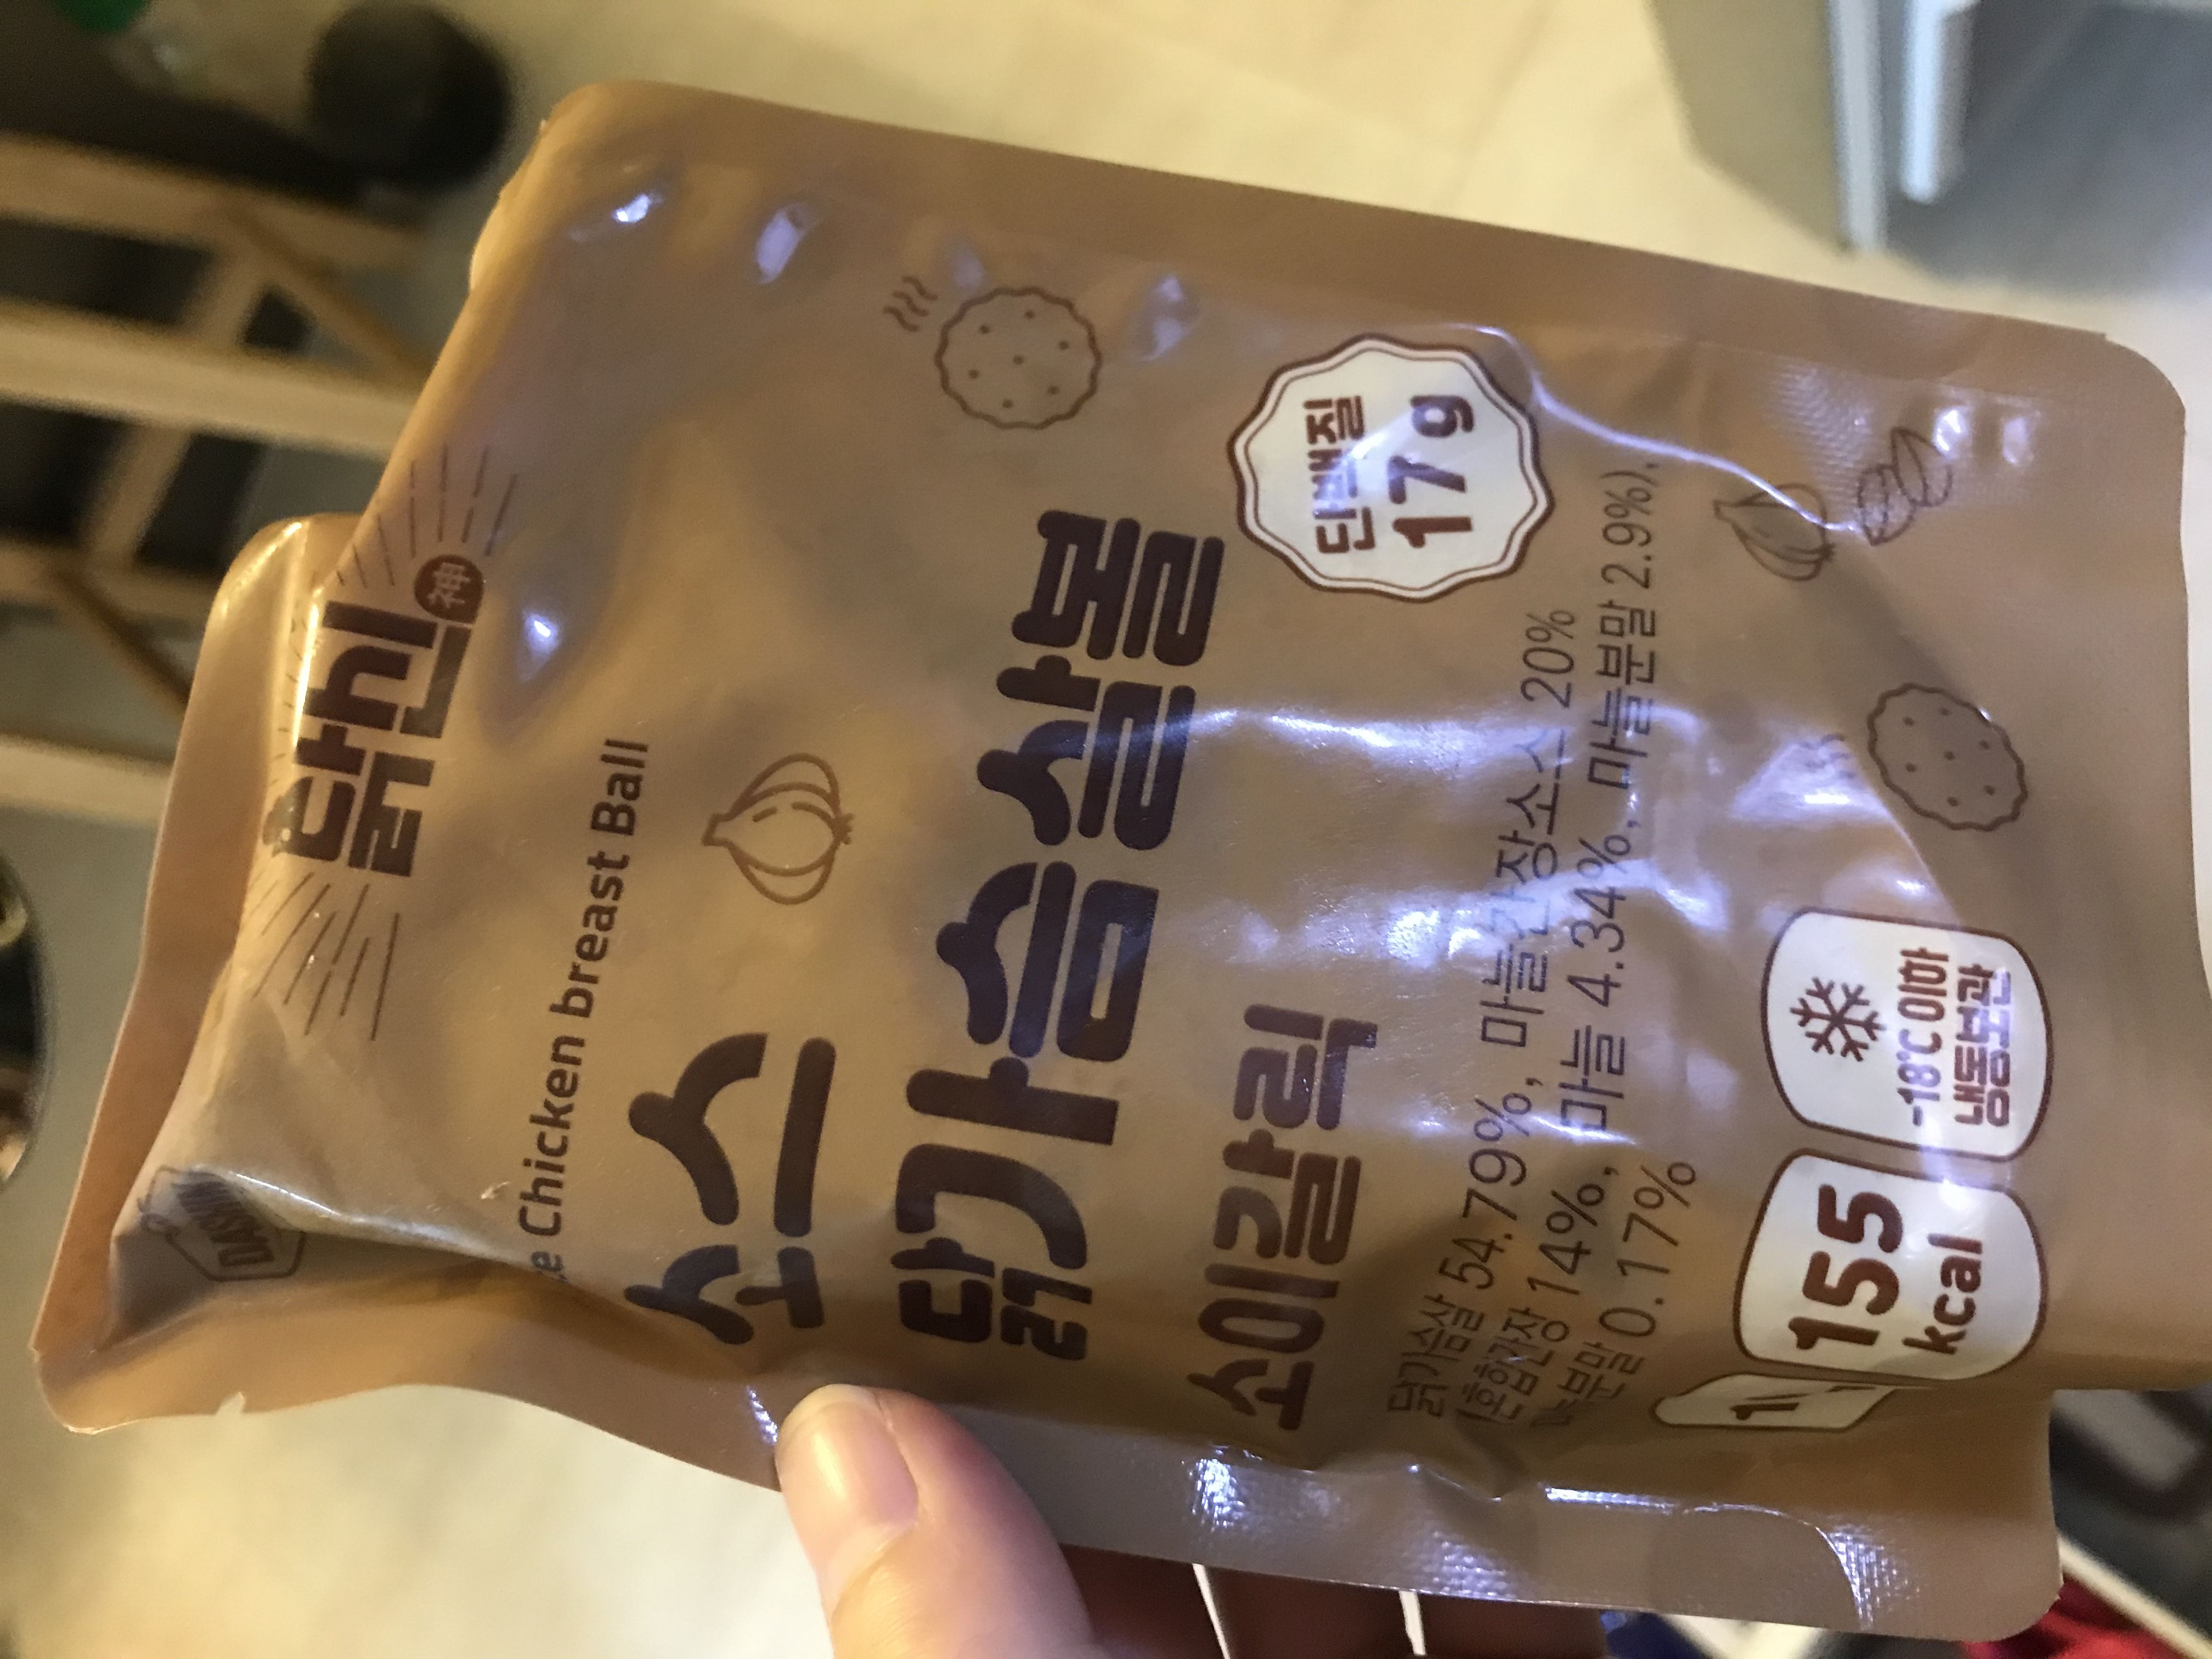 닭신 神
DASHIN
Chicken breast Ball
소스
닭가슴살볼
소이갈릭
단백질
17 g
닭가슴살 54.79%, 마늘간장소스 20%
혼합간장 14%, 마늘 4.34%, 마늘분말 2.9%),
분말 0.17%
155
kcal
-18℃ 이하
냉동보관